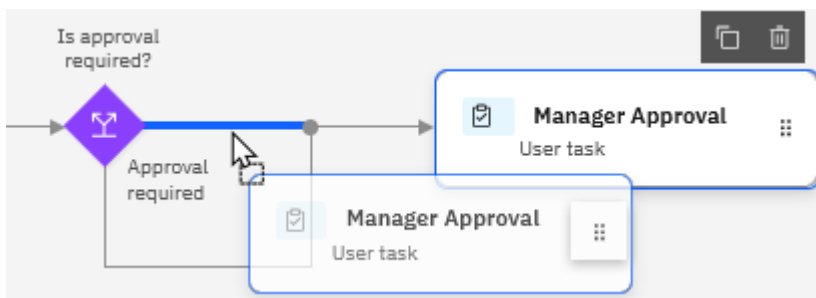 Is approval
required?
Manager Approval
User task
Approval
required
Manager Approval
User task